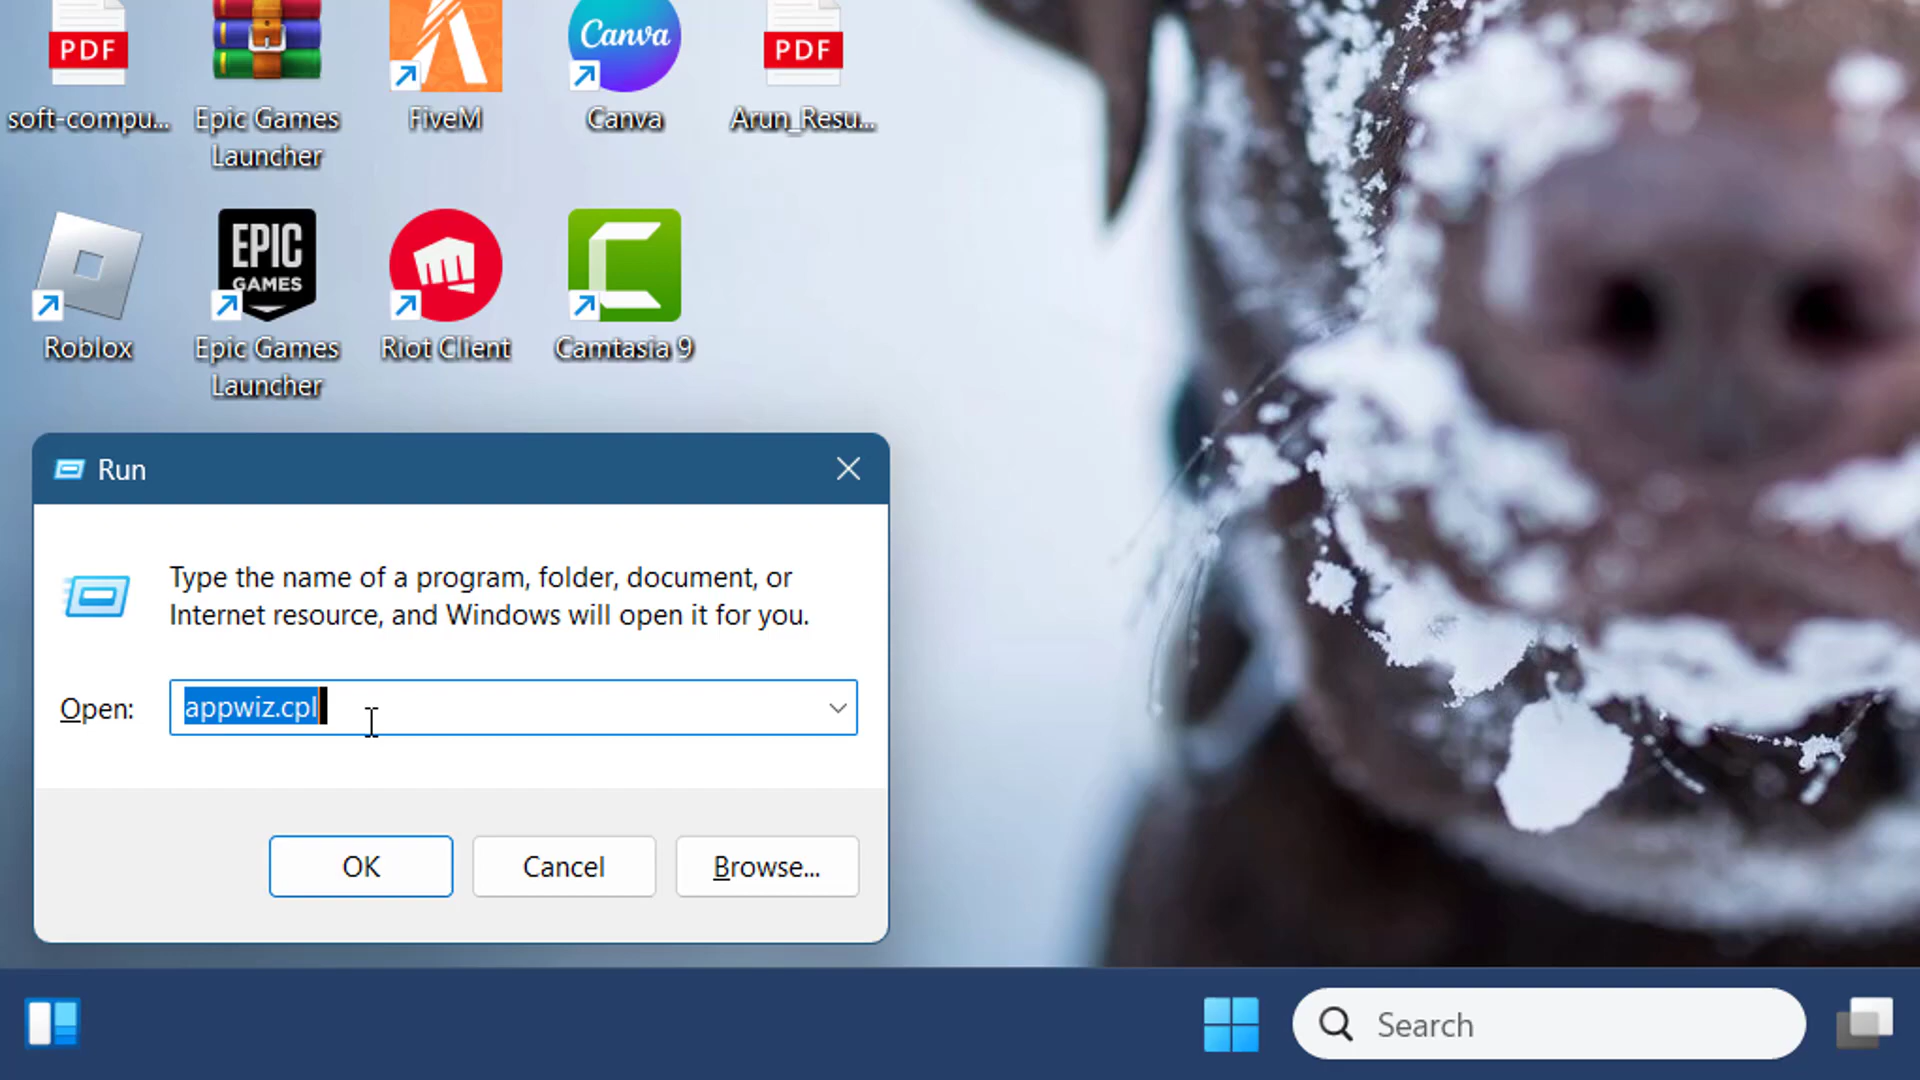 PDF
Canva
PDF
soft-compu...
Epic Games
Launcher
FiveM
Canva
Arun_Resu...
EPIC
GAMES
Roblox
Epic Games
Launcher
Riot Client
Camtasia 9
Run
Type the name of a program, folder, document, or
Internet resource, and Windows will open it for you.
Open:
appwiz.cpl
OK
Cancel
Browse...
Search